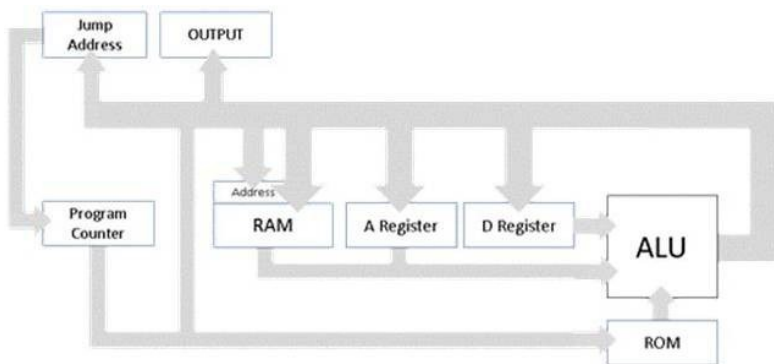 Jump
Address
OUTPUT
Address
Program
Counter
RAM
A Register
D Register
ALU
ROM